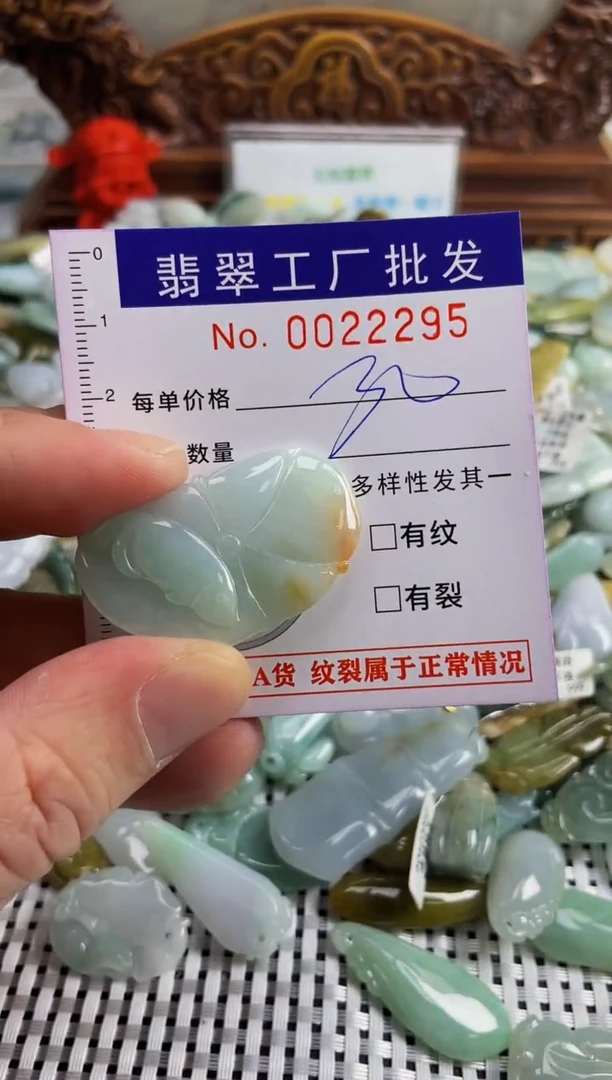 0
翡翠工厂批发
No. 0022295
1
每单价格 30
2
数量
多样性发其一
□有纹
□有裂
A货 纹裂属于正常情况